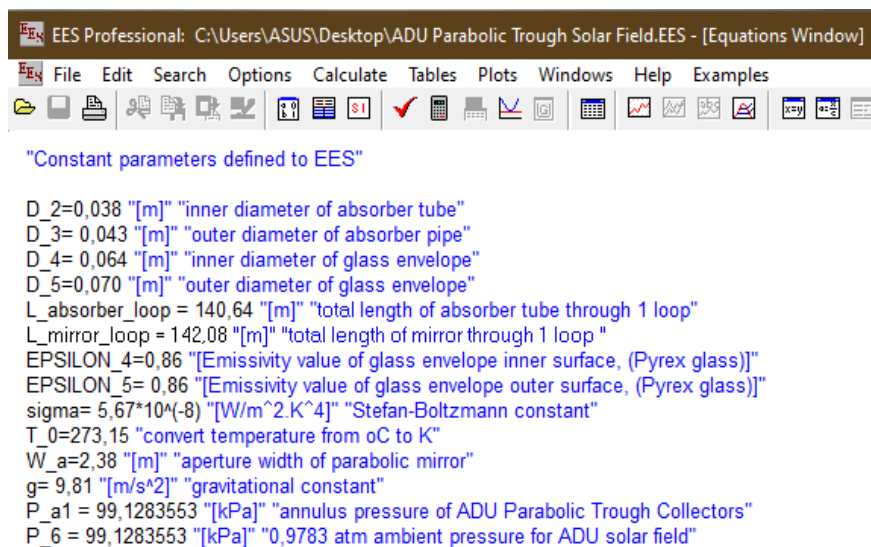 EES Professional: C:\Users\ASUS\Desktop\ADU Parabolic Trough Solar Field.EES - [Equations Window]
File Edit Search Options Calculate Tables Plots Windows Help Examples
"Constant parameters defined to EES"
D_2=0,038 "[m]" "inner diameter of absorber tube"
D_3= 0,043 "[m]" "outer diameter of absorber pipe"
D_4= 0,064 "[m]" "inner diameter of glass envelope"
D_5=0,070 "[m]" "outer diameter of glass envelope"
L_absorber_loop = 140,64 "[m]" "total length of absorber tube through 1 loop"
L_mirror_loop = 142,08 "[m]" "total length of mirror through 1 loop "
EPSILON_4=0,86 "[Emissivity value of glass envelope inner surface, (Pyrex glass)]"
EPSILON_5= 0,86 "[Emissivity value of glass envelope outer surface, (Pyrex glass)]"
sigma= 5,67*10^(-8) "[W/m^2.K^4]" "Stefan-Boltzmann constant"
T_0=273,15 "convert temperature from oC to K"
W_a=2,38 "[m]" "aperture width of parabolic mirror"
g= 9,81 "[m/s^2]" "gravitational constant"
P_a1 = 99,1283553 "[kPa]" "annulus pressure of ADU Parabolic Trough Collectors"
P_6 = 99,1283553 "[kPa]" "0,9783 atm ambient pressure for ADU solar field"